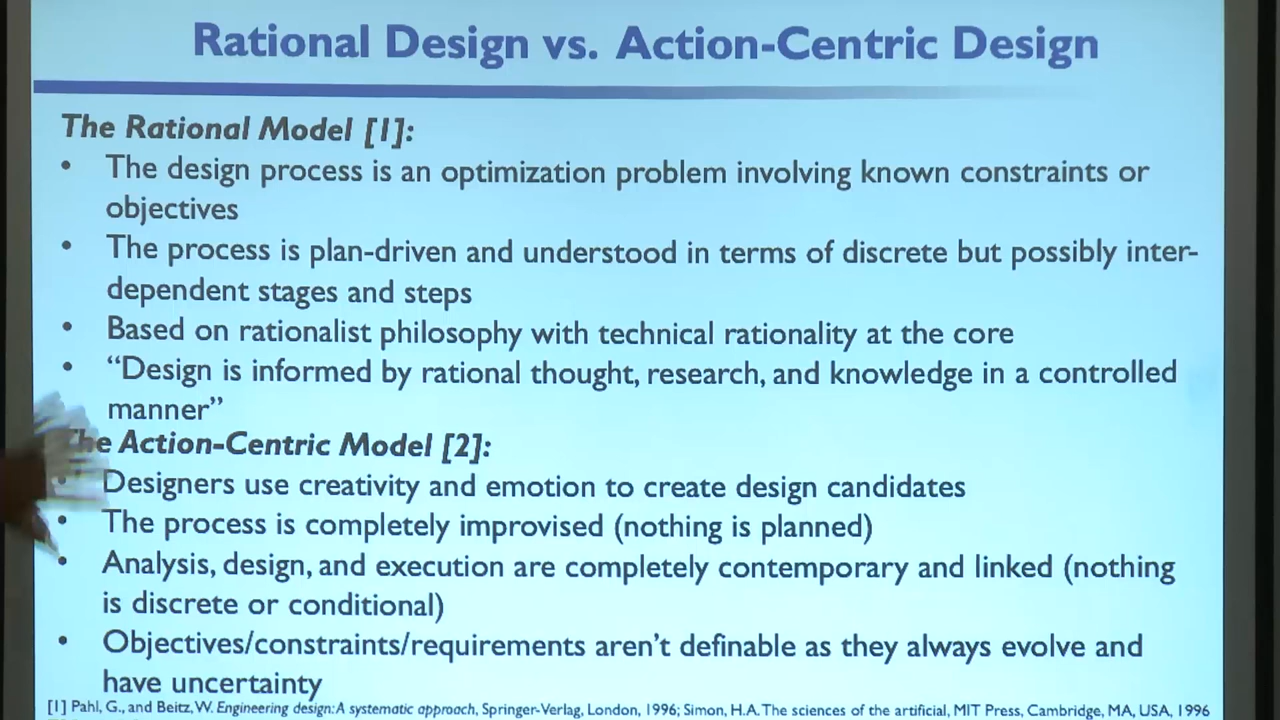 Rational Design vs. Action-Centric Design
The Rational Model [1]:
• The design process is an optimization problem involving known constraints or
objectives
• The process is plan-driven and understood in terms of discrete but possibly inter-
dependent stages and steps
• Based on rationalist philosophy with technical rationality at the core
• “Design is informed by rational thought, research, and knowledge in a controlled
manner”
The Action-Centric Model [2]:
• Designers use creativity and emotion to create design candidates
• The process is completely improvised (nothing is planned)
• Analysis, design, and execution are completely contemporary and linked (nothing
is discrete or conditional)
• Objectives/constraints/requirements aren’t definable as they always evolve and
have uncertainty
[1] Pahl, G., and Beitz, W. Engineering design: A systematic approach, Springer-Verlag, London, 1996; Simon, H.A. The sciences of the artificial, MIT Press, Cambridge, MA, USA, 1996